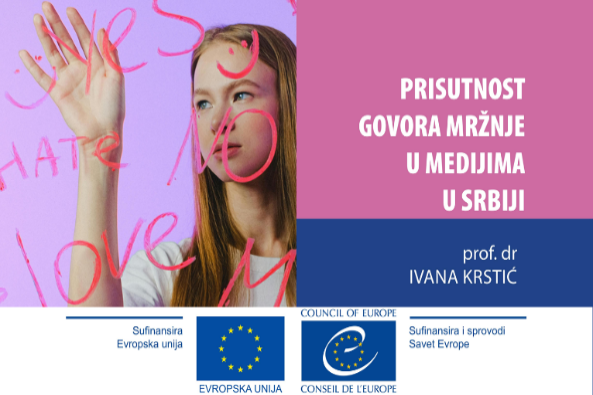 YES
HATE NO
love M
PRISUTNOST
GOVORA MRŽNJE
U MEDIJIMA
U SRBIJI
prof. dr
IVANA KRSTIĆ
Sufinansira
Evropska unija
EVROPSKA UNIJA
COUNCIL OF EUROPE
CONSEIL DE L'EUROPE
Sufinansira i sprovodi
Savet Evrope